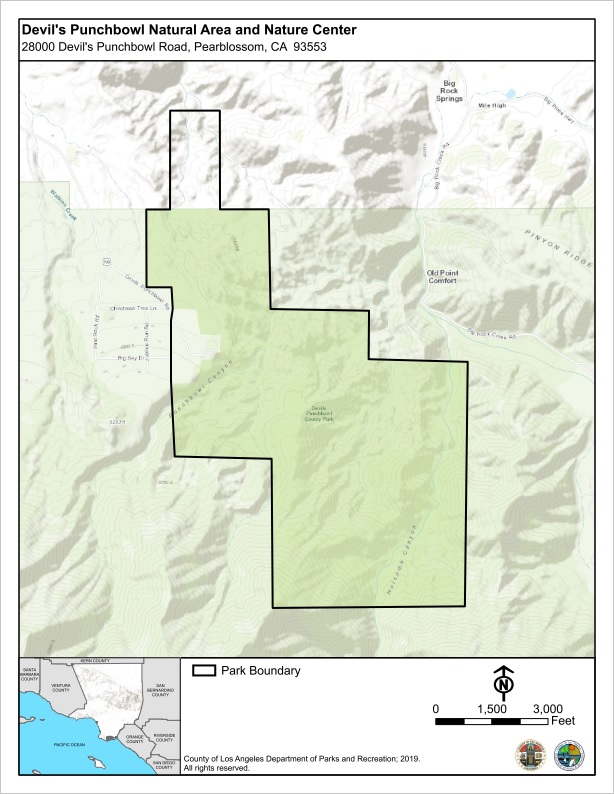 Devil's Punchbowl Natural Area and Nature Center
28000 Devil's Punchbowl Road, Pearblossom, CA  93553
Big
Rock
Springs
Mile High
Big Pines Hwy
Big Rock Creek Rd
PINYON RIDGE
Old Point
Comfort
Big Rock Creek Rd
Christmas Tree Ln
Big Sky Dr
Punchbowl Canyon
Devils
Punchbowl
County Park
Holcomb Canyon
KERN COUNTY
SANTA
BARBARA
COUNTY
VENTURA
COUNTY
SAN
BERNARDINO
COUNTY
ORANGE
COUNTY
RIVERSIDE
COUNTY
SAN DIEGO
COUNTY
PACIFIC OCEAN
Park Boundary
N
0 1,500 3,000
Feet
County of Los Angeles Department of Parks and Recreation; 2019.
All rights reserved.